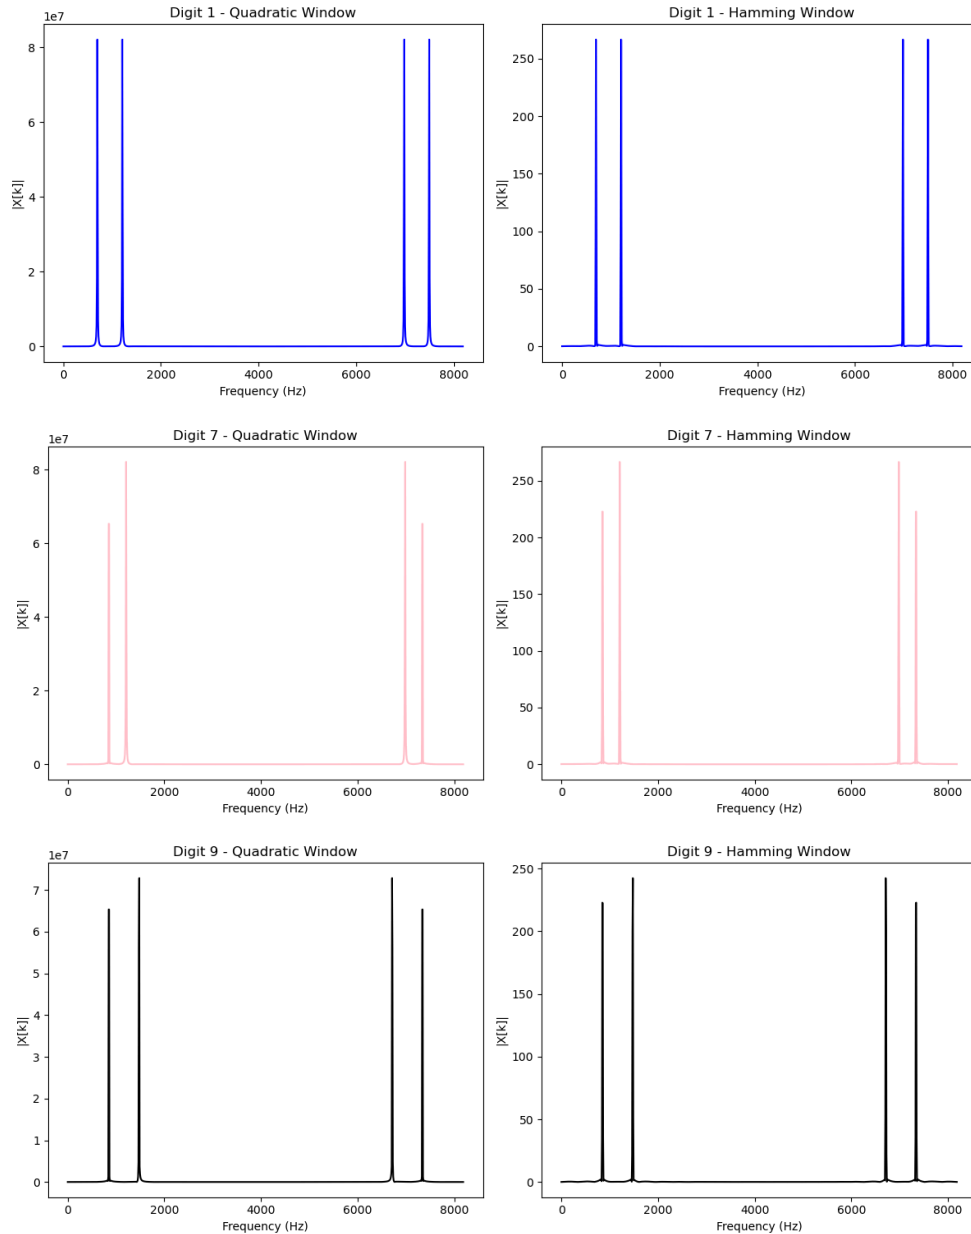 Digit 1 - Quadratic Window
1e7
8
6
4
2
0
|X[k]|
0 2000 4000 6000 8000
Frequency (Hz)
Digit 1 - Hamming Window
250
200
150
100
50
0
|X[k]|
0 2000 4000 6000 8000
Frequency (Hz)
Digit 7 - Quadratic Window
1e7
8
6
4
2
0
|X[k]|
0 2000 4000 6000 8000
Frequency (Hz)
Digit 7 - Hamming Window
250
200
150
100
50
0
|X[k]|
0 2000 4000 6000 8000
Frequency (Hz)
Digit 9 - Quadratic Window
1e7
7
6
5
4
3
2
1
0
|X[k]|
0 2000 4000 6000 8000
Frequency (Hz)
Digit 9 - Hamming Window
250
200
150
100
50
0
|X[k]|
0 2000 4000 6000 8000
Frequency (Hz)